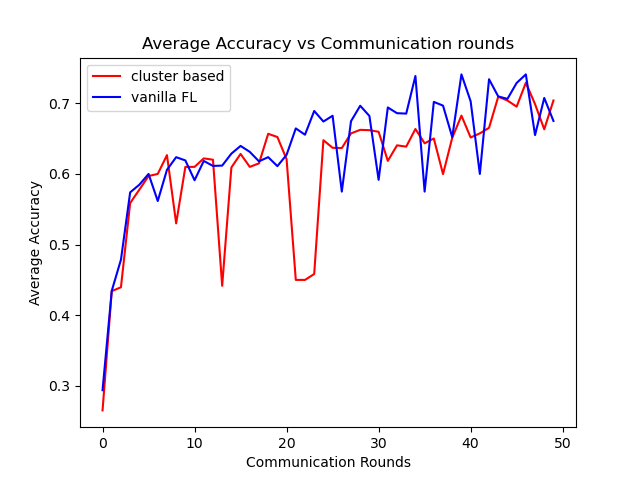 Average Accuracy vs Communication rounds
cluster based
vanilla FL
Average Accuracy
0.7
0.6
0.5
0.4
0.3
0 10 20 30 40 50
Communication Rounds